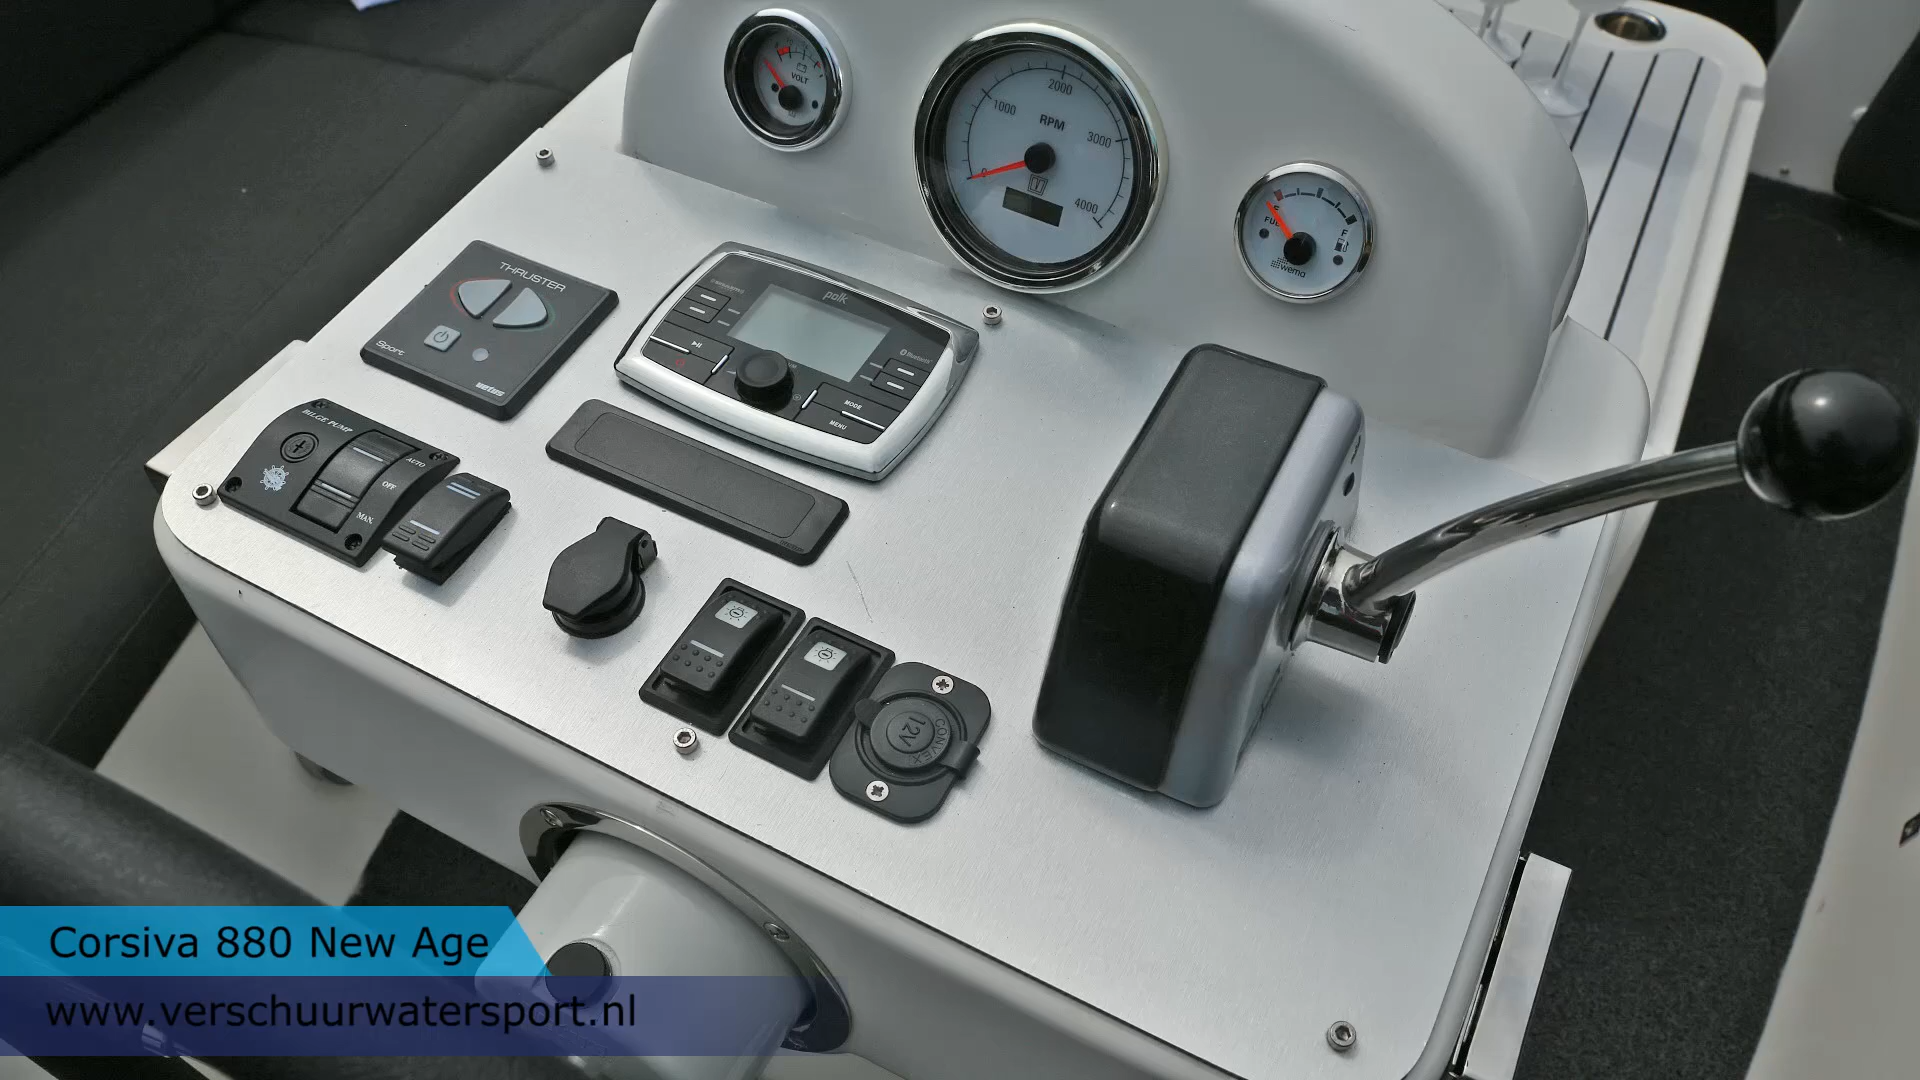 VOLT
1000
2000
3000
4000
0
RPM
FUEL
F
wema
THRUSTER
Sport
vetus
polk
Bluetooth
MODE
MENU
BILGE PUMP
AUTO
OFF
MAN.
12V
CONVEX
Corsiva 880 New Age
www.verschuurwatersport.nl